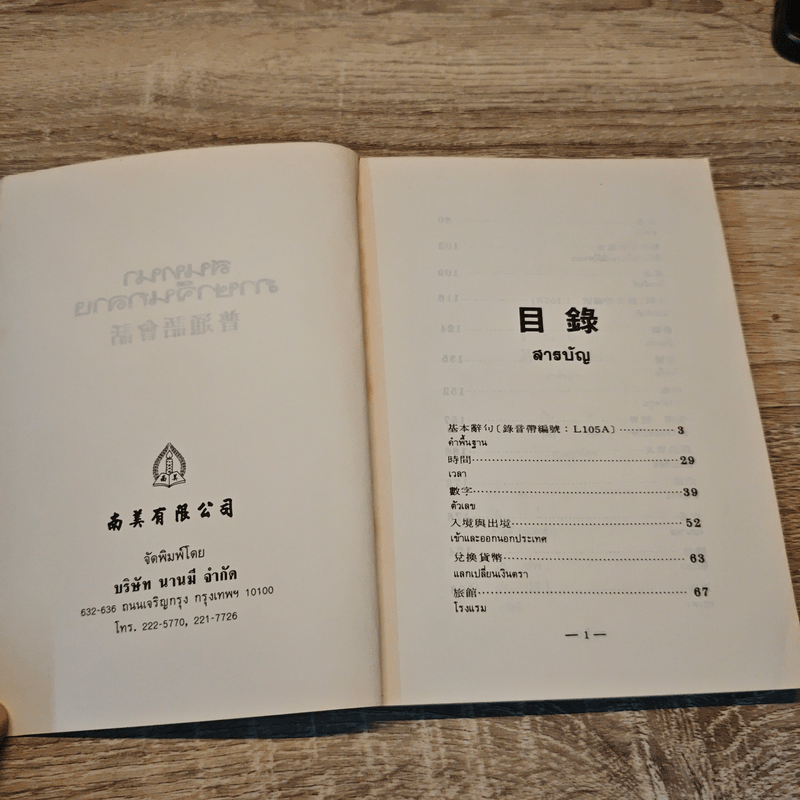 南美
南美有限公司
จัดพิมพ์โดย
บริษัท นานมี จำกัด
632-636 ถนนเจริญกรุง กรุงเทพฯ 10100
โทร. 222-5770, 221-7726
目錄
สารบัญ
基本辭句〔錄音帶編號：L105A〕 3
คำพื้นฐาน
時間 29
เวลา
數字 39
ตัวเลข
入境與出境 52
เข้าและออกนอกประเทศ
兌換貨幣 63
แลกเปลี่ยนเงินตรา
旅館 67
โรงแรม
— 1 —